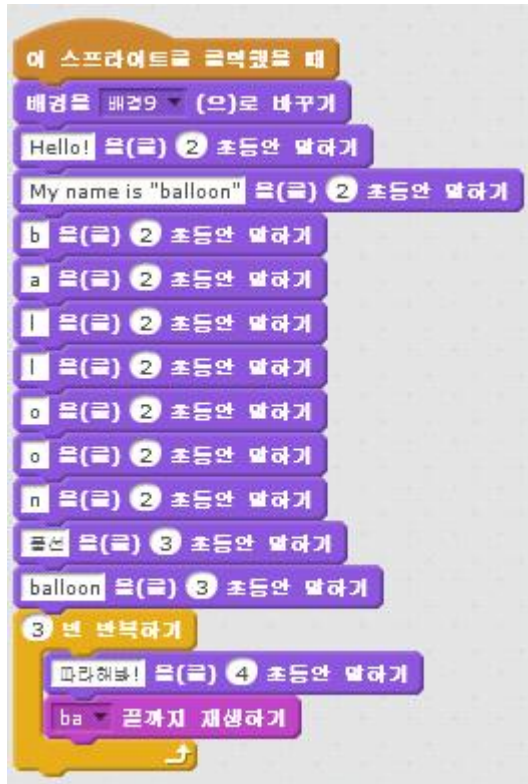 이 스프라이트를 클릭했을 때
배경을 배경9 (으)로 바꾸기
Hello! 을(를) 2 초동안 말하기
My name is "balloon" 을(를) 2 초동안 말하기
b 을(를) 2 초동안 말하기
a 을(를) 2 초동안 말하기
l 을(를) 2 초동안 말하기
l 을(를) 2 초동안 말하기
o 을(를) 2 초동안 말하기
o 을(를) 2 초동안 말하기
n 을(를) 2 초동안 말하기
풍선 을(를) 3 초동안 말하기
balloon 을(를) 3 초동안 말하기
3 번 반복하기
따라해봐! 을(를) 4 초동안 말하기
ba 끝까지 재생하기